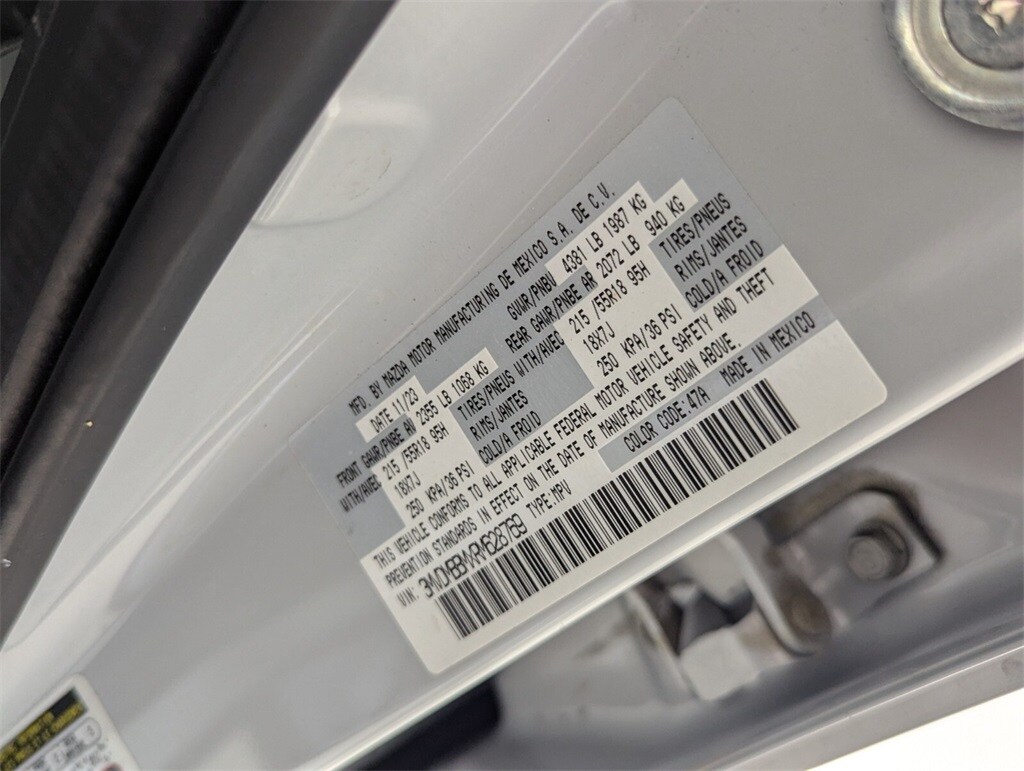 MFD. BY MAZDA MOTOR MANUFACTURING DE MEXICO S.A. DE C.V.
DATE 11/23 GVWR/PNBV 4381 LB 1987 KG
FRONT GAWR/PNBE AV 2355 LB 1068 KG REAR GAWR/PNBE AR 2072 LB 940 KG
WITH/AVEC 215 /55R18 95H TIRES/PNEUS WITH/AVEC 215 /55R18 95H TIRES/PNEUS
18X7J RIMS/JANTES 18X7J RIMS/JANTES
250 KPA/36 PSI COLD/A FROID 250 KPA/36 PSI COLD/A FROID
THIS VEHICLE CONFORMS TO ALL APPLICABLE FEDERAL MOTOR VEHICLE SAFETY AND THEFT
PREVENTION STANDARDS IN EFFECT ON THE DATE OF MANUFACTURE SHOWN ABOVE.
VIN: TYPE:MPV COLOR CODE:47A MADE IN MEXICO